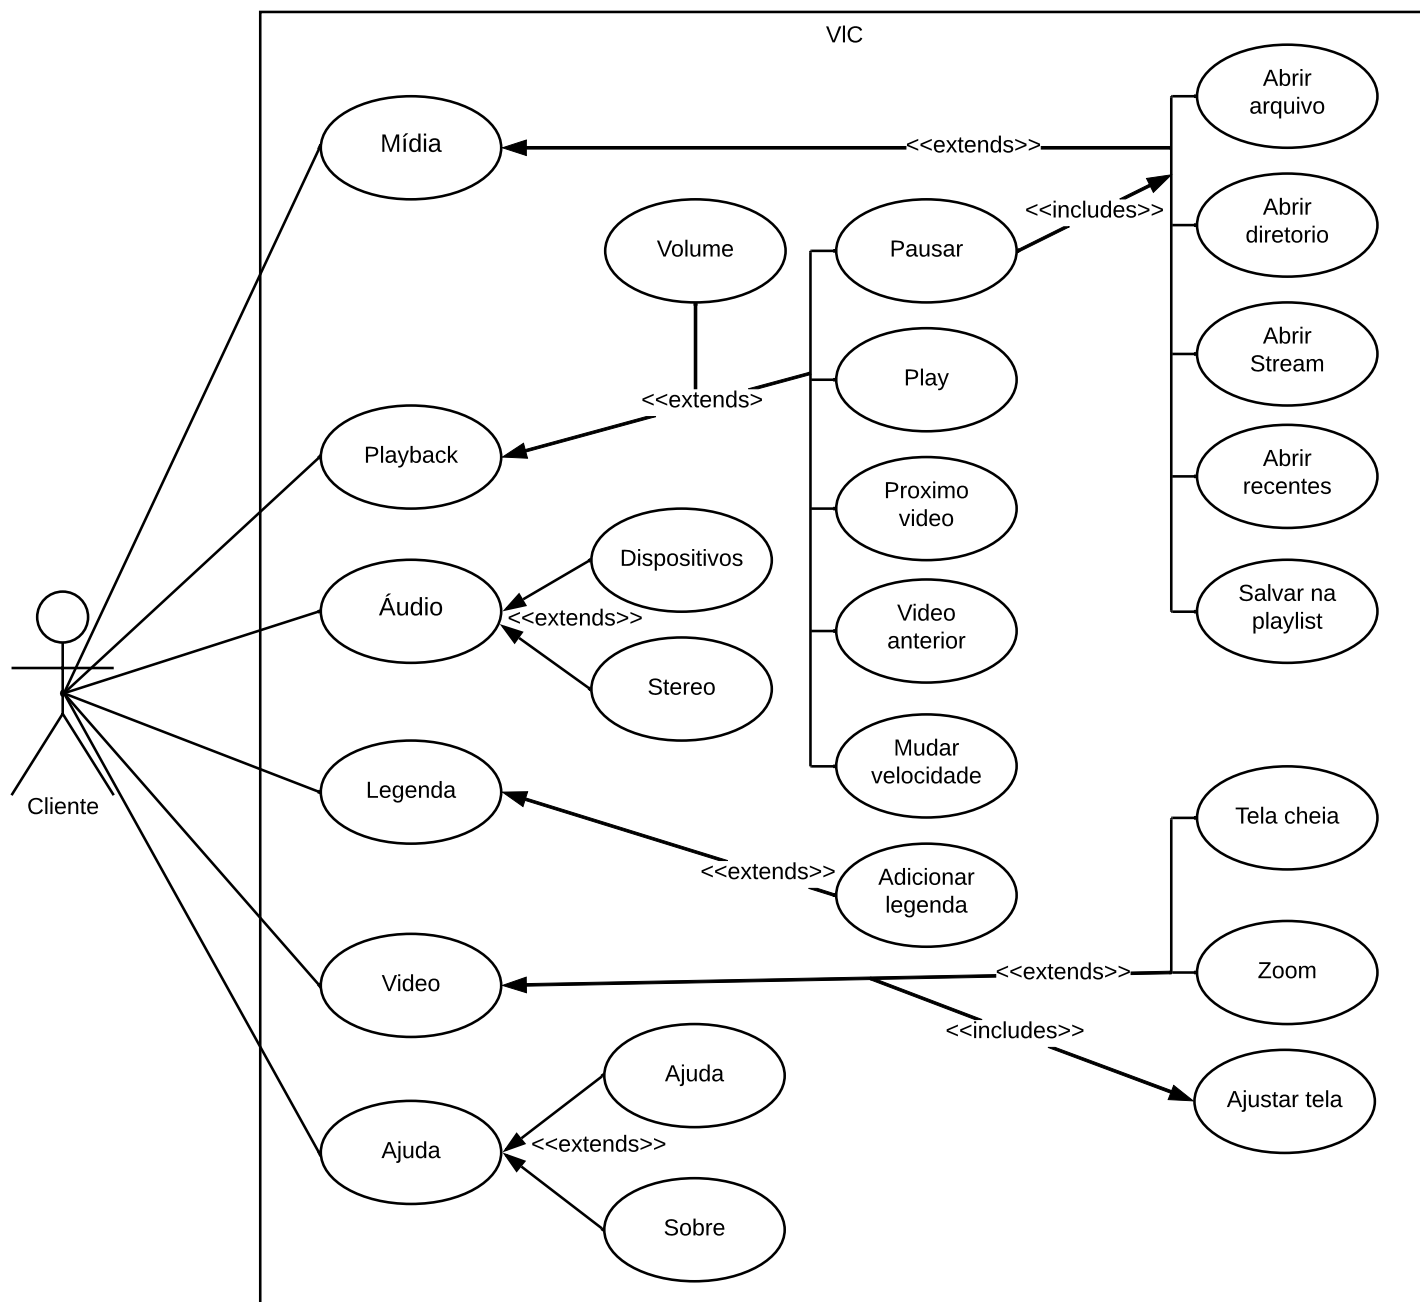 VIC
Abrir
arquivo
Mídia
<<extends>>
Abrir
diretorio
<<includes>>
Volume
Pausar
Abrir
Stream
Play
<<extends>
Playback
Abrir
recentes
Proximo
video
Dispositivos
Áudio
<<extends>>
Video
anterior
Salvar na
playlist
Stereo
Mudar
velocidade
Legenda
Cliente
Tela cheia
<<extends>>
Adicionar
legenda
Video
<<extends>>
Zoom
<<includes>>
Ajuda
Ajustar tela
Ajuda
<<extends>>
Sobre